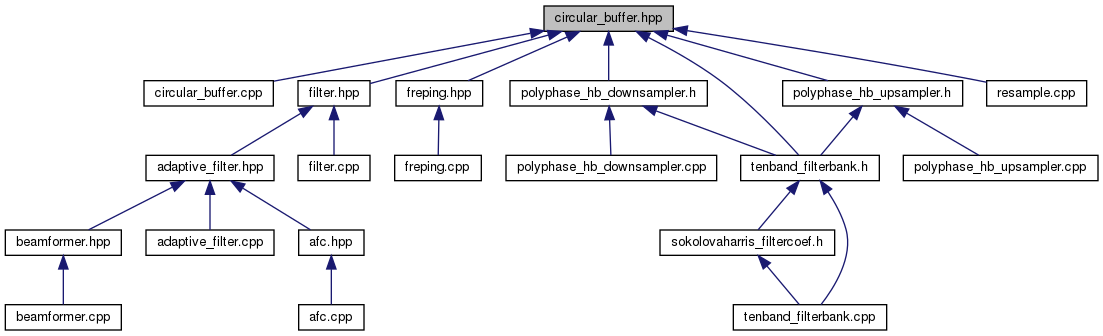 circular_buffer.hpp
circular_buffer.cpp
filter.hpp
freping.hpp
polyphase_hb_downsampler.h
polyphase_hb_upsampler.h
resample.cpp
adaptive_filter.hpp
filter.cpp
freping.cpp
polyphase_hb_downsampler.cpp
tenband_filterbank.h
polyphase_hb_upsampler.cpp
beamformer.hpp
adaptive_filter.cpp
afc.hpp
sokolovaharris_filtercoef.h
beamformer.cpp
afc.cpp
tenband_filterbank.cpp